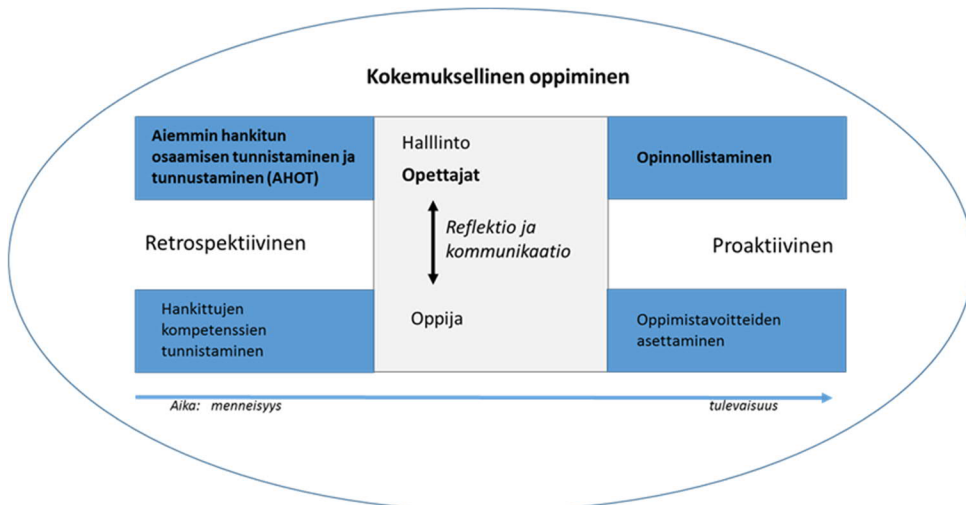 Kokemuksellinen oppiminen
Aiemmin hankitun
osaamisen tunnistaminen ja
tunnustaminen (AHOT)
Halllinto
Opettajat
Opinnollistaminen
Retrospektiivinen
Reflektio ja
kommunikaatio
Proaktiivinen
Hankittujen
kompetenssien
tunnistaminen
Oppija
Oppimistavoitteiden
asettaminen
Aika: menneisyys
tulevaisuus